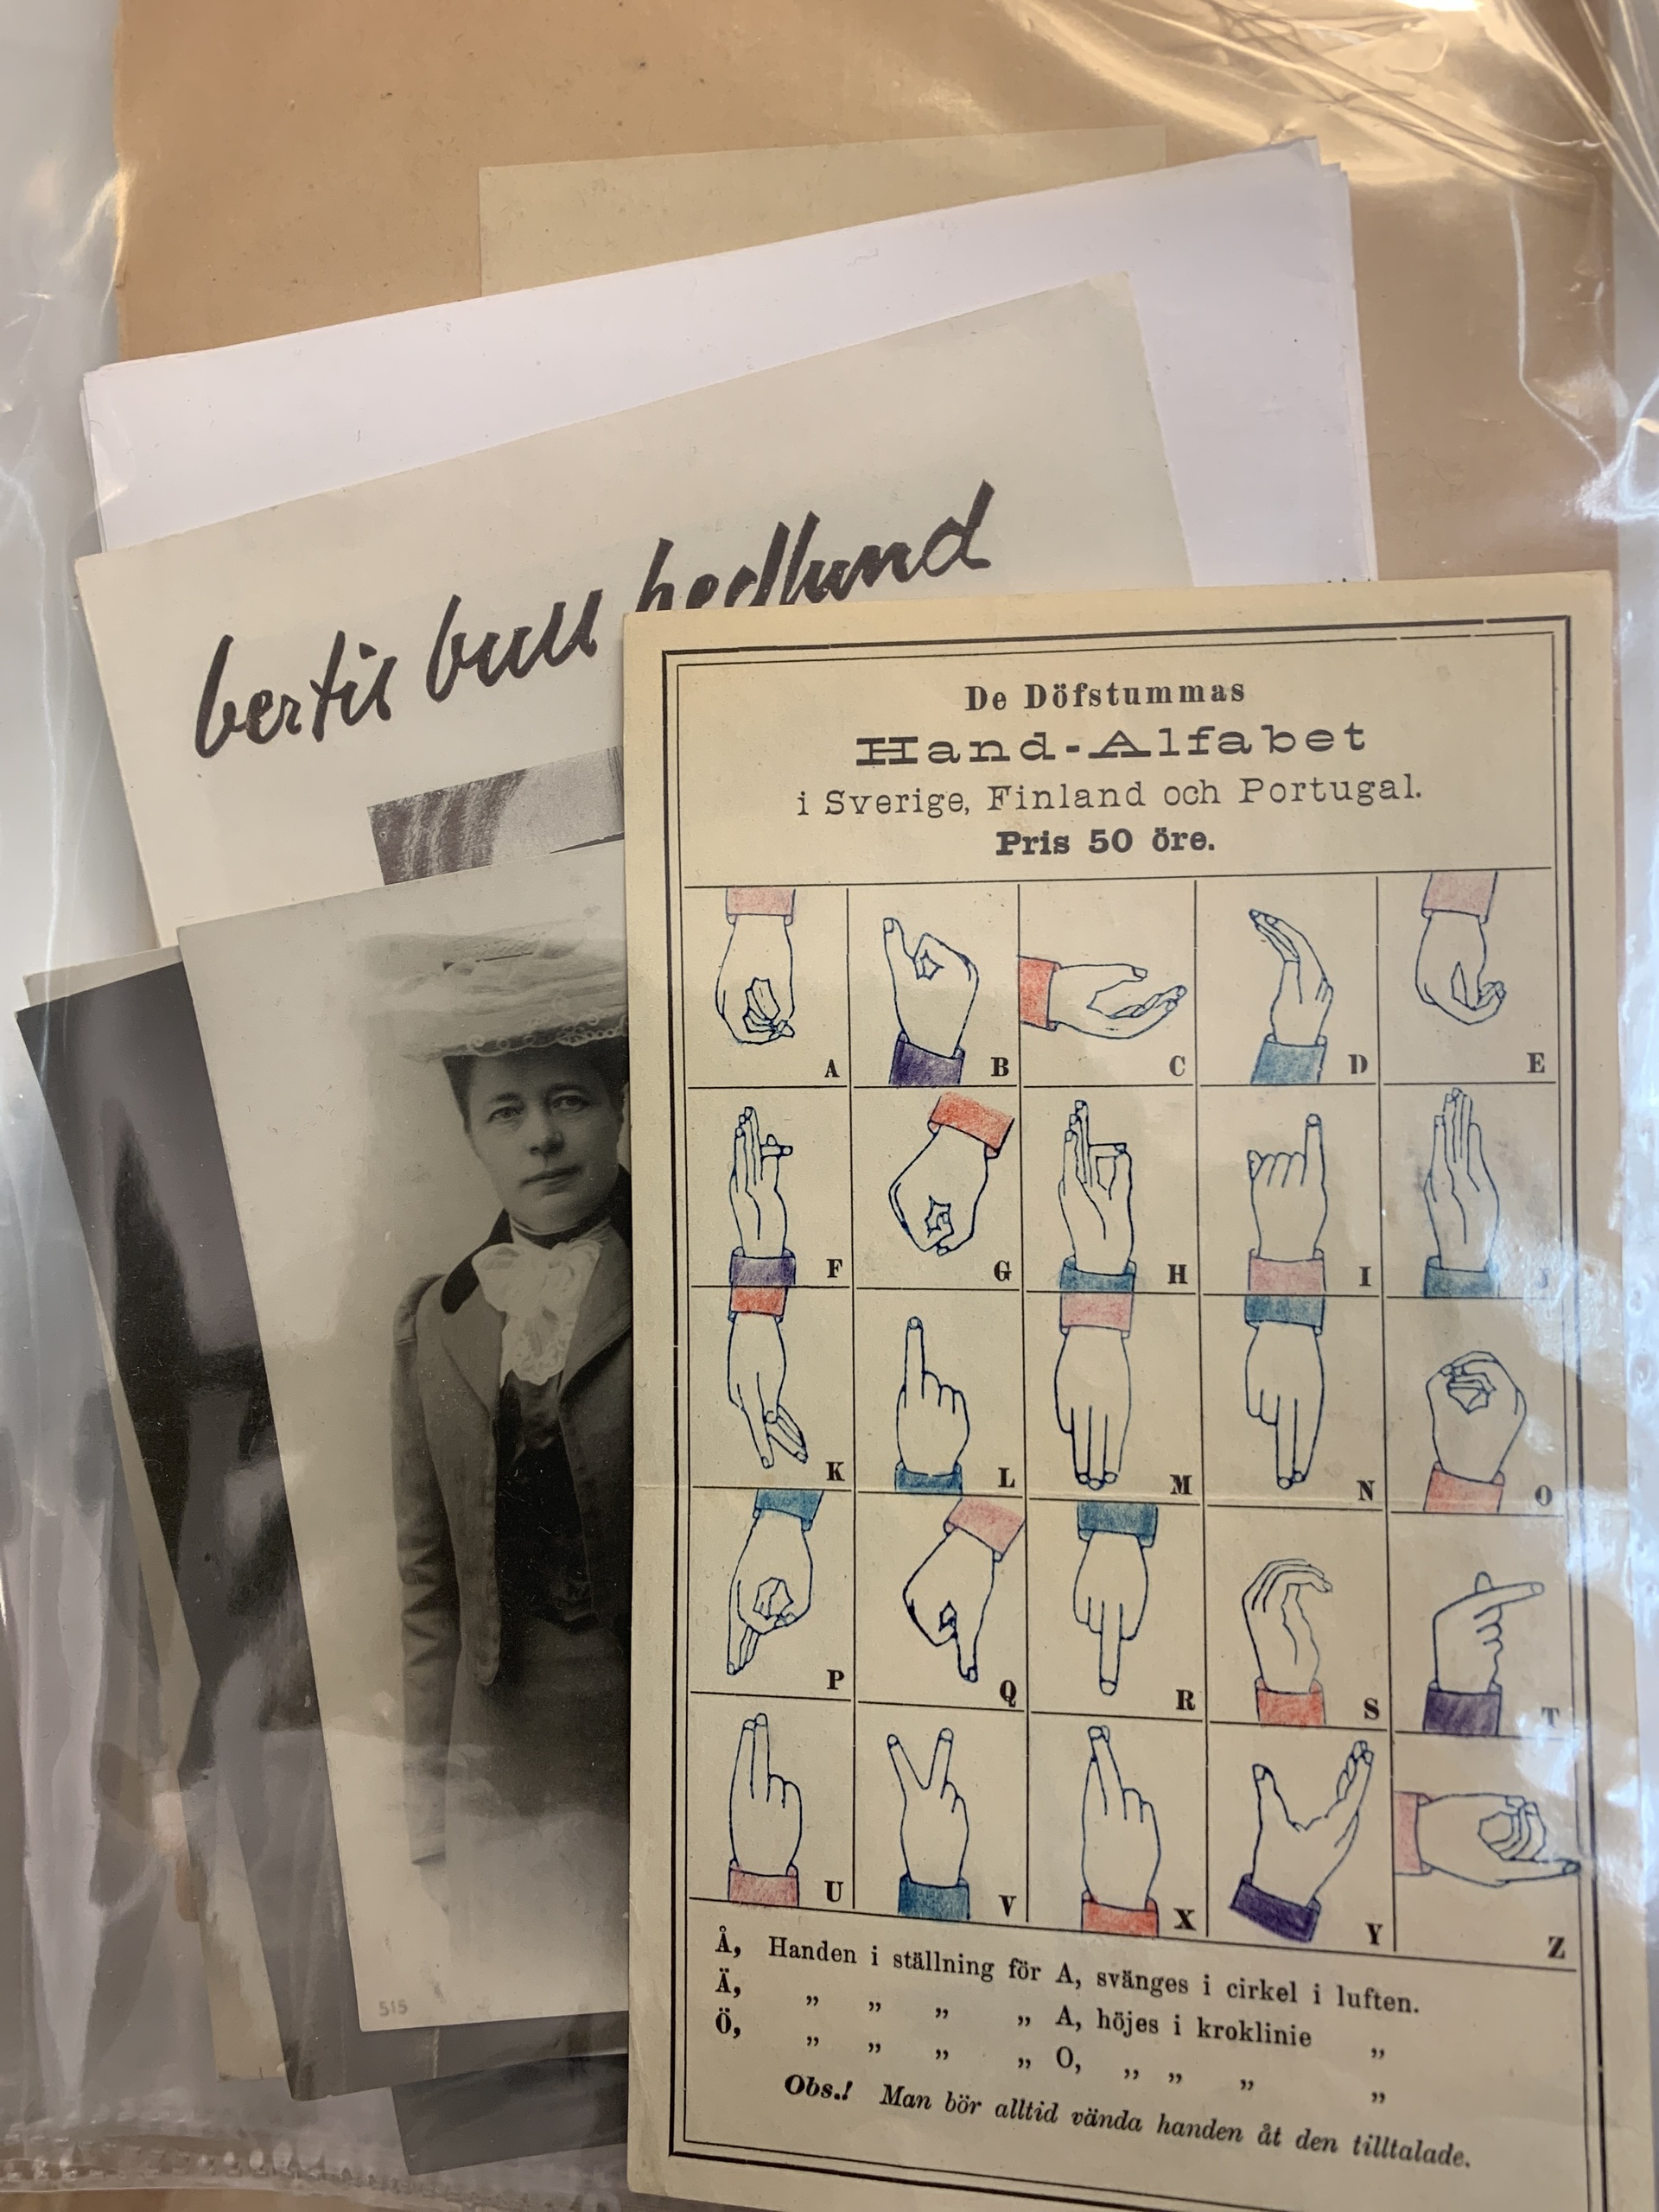 bertil bull hedlund
De Döfstummas
Hand-Alfabet
i Sverige, Finland och Portugal.
Pris 50 öre.
A B C D E
F G H I J
K L M N O
P Q R S T
U V X Y Z
Å, Handen i ställning för A, svänges i cirkel i luften.
Ä, „ „ „ „ A, höjes i kroklinie „
Ö, „ „ „ „ O, „ „ „ „
Obs.! Man bör alltid vända handen åt den tilltalade.
515